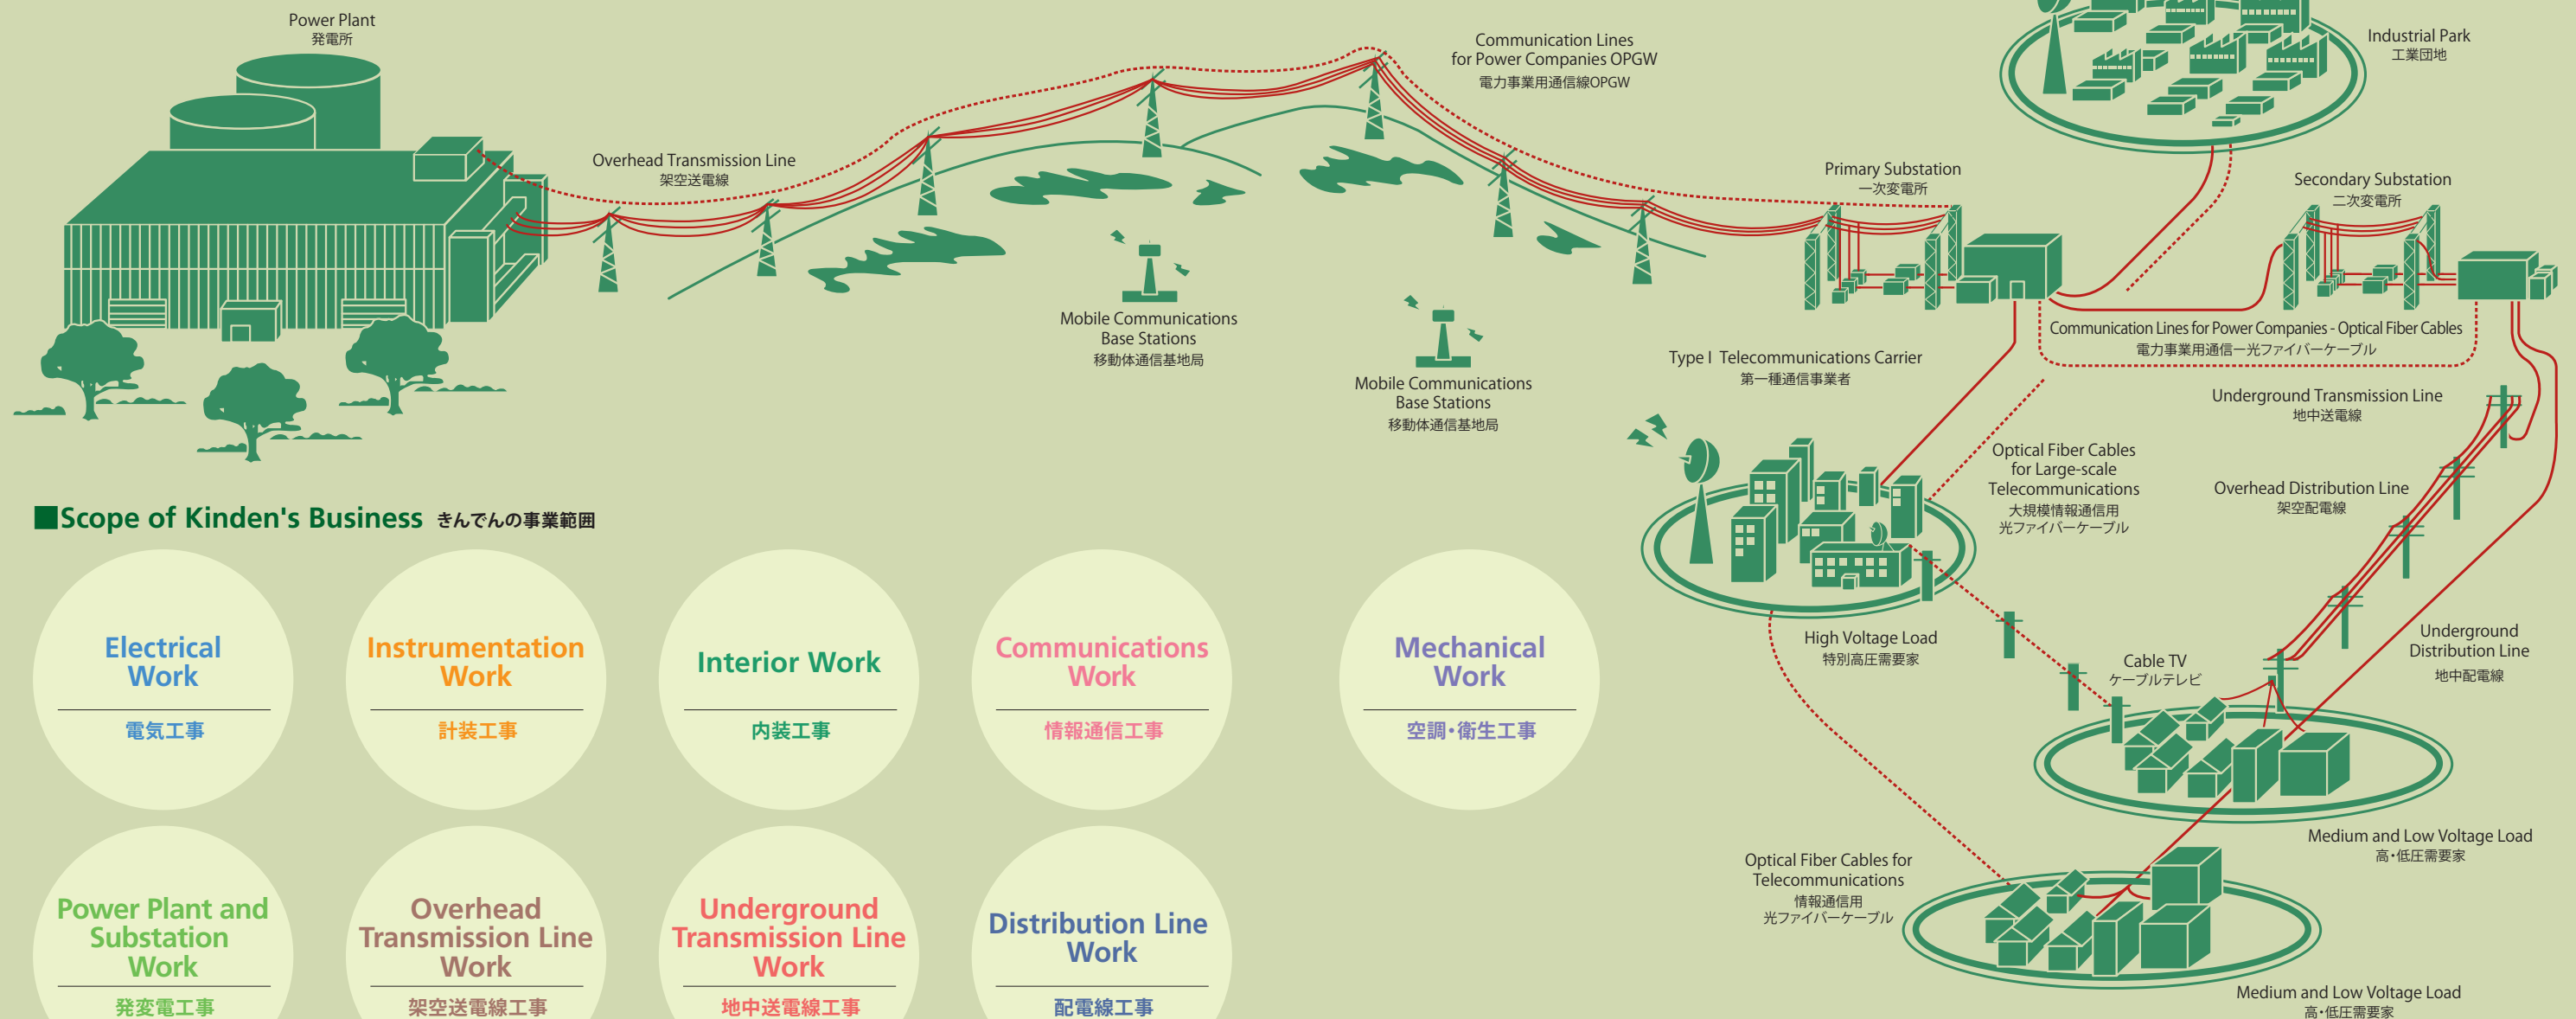 Power Plant
発電所
Overhead Transmission Line
架空送電線
Communication Lines
for Power Companies OPGW
電力事業用通信線OPGW
Industrial Park
工業団地
Primary Substation
一次変電所
Secondary Substation
二次変電所
Mobile Communications
Base Stations
移動体通信基地局
Mobile Communications
Base Stations
移動体通信基地局
Communication Lines for Power Companies - Optical Fiber Cables
電力事業用通信ー光ファイバーケーブル
Type I Telecommunications Carrier
第一種通信事業者
Underground Transmission Line
地中送電線
Optical Fiber Cables
for Large-scale
Telecommunications
大規模情報通信用
光ファイバーケーブル
Overhead Distribution Line
架空配電線
High Voltage Load
特別高圧需要家
Cable TV
ケーブルテレビ
Underground
Distribution Line
地中配電線
Medium and Low Voltage Load
高・低圧需要家
Optical Fiber Cables for
Telecommunications
情報通信用
光ファイバーケーブル
Medium and Low Voltage Load
高・低圧需要家
■Scope of Kinden's Business きんでんの事業範囲
Electrical
Work
電気工事
Instrumentation
Work
計装工事
Interior Work
内装工事
Communications
Work
情報通信工事
Mechanical
Work
空調・衛生工事
Power Plant and
Substation
Work
発変電工事
Overhead
Transmission Line
Work
架空送電線工事
Underground
Transmission Line
Work
地中送電線工事
Distribution Line
Work
配電線工事